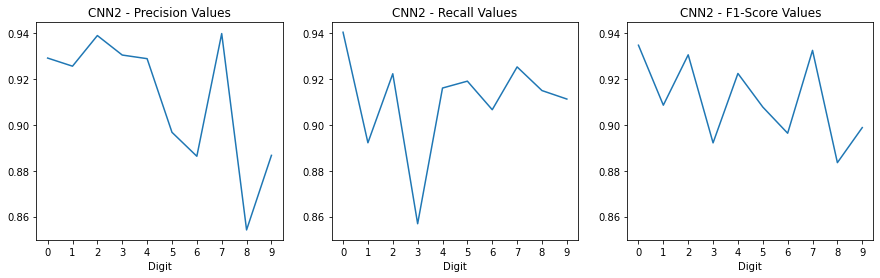 CNN2 - Precision Values
0.94
0.92
0.90
0.88
0.86
0 1 2 3 4 5 6 7 8 9
Digit
CNN2 - Recall Values
0.94
0.92
0.90
0.88
0.86
0 1 2 3 4 5 6 7 8 9
Digit
CNN2 - F1-Score Values
0.94
0.92
0.90
0.88
0.86
0 1 2 3 4 5 6 7 8 9
Digit